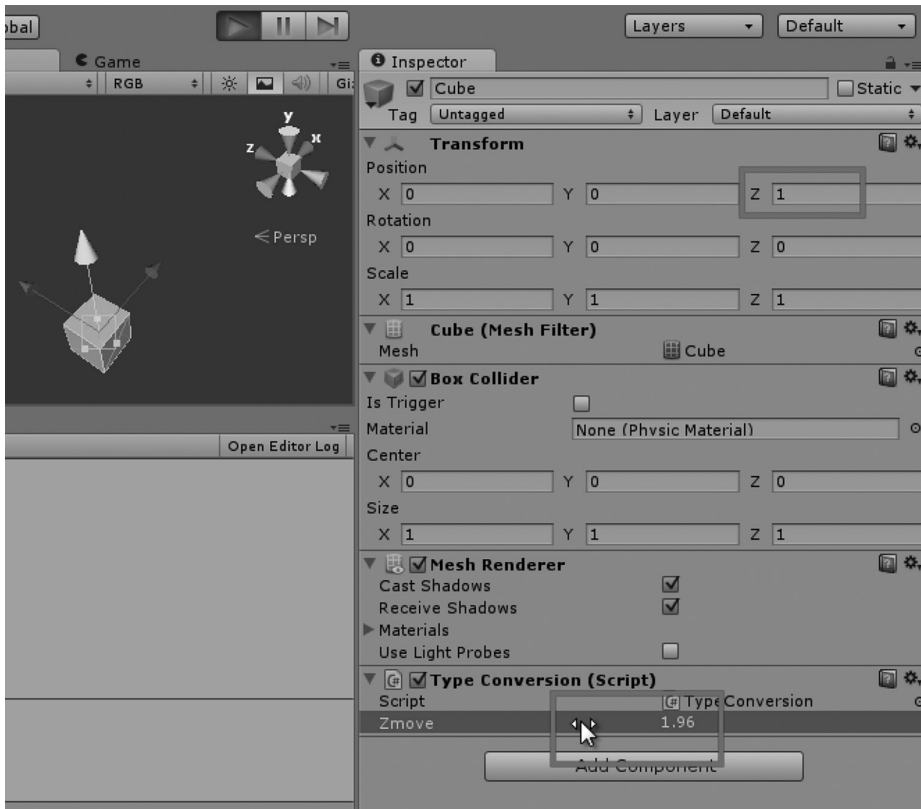 obal
Layers
Default
Game
Inspector
RGB
Cube
Static
Tag Untagged Layer Default
y
x
z
Persp
Transform
Position
X 0 Y 0 Z 1
Rotation
X 0 Y 0 Z 0
Scale
X 1 Y 1 Z 1
Cube (Mesh Filter)
Mesh Cube
Box Collider
Is Trigger
Material None (Physic Material)
Open Editor Log
Center
X 0 Y 0 Z 0
Size
X 1 Y 1 Z 1
Mesh Renderer
Cast Shadows
Receive Shadows
Materials
Use Light Probes
Type Conversion (Script)
Script TypeConversion
Zmove 1.96
Add Component